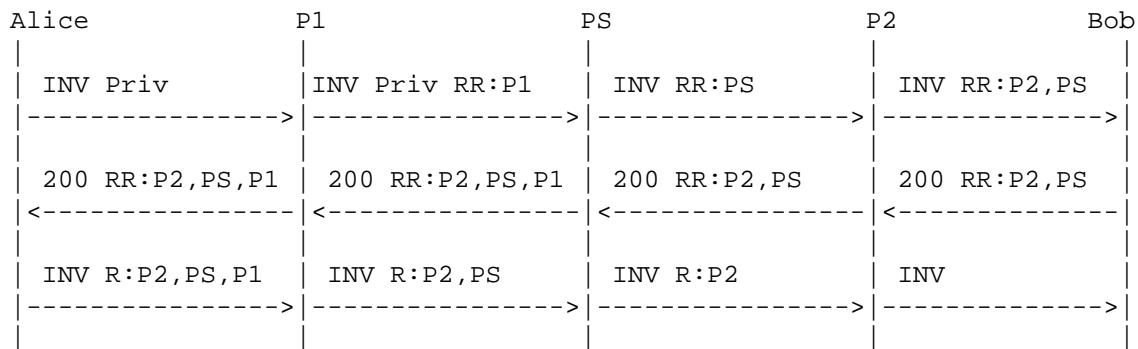 Alice P1 PS P2 Bob
INV Priv INV Priv RR:P1 INV RR:PS INV RR:P2,PS
200 RR:P2,PS,P1 200 RR:P2,PS,P1 200 RR:P2,PS 200 RR:P2,PS
INV R:P2,PS,P1 INV R:P2,PS INV R:P2 INV